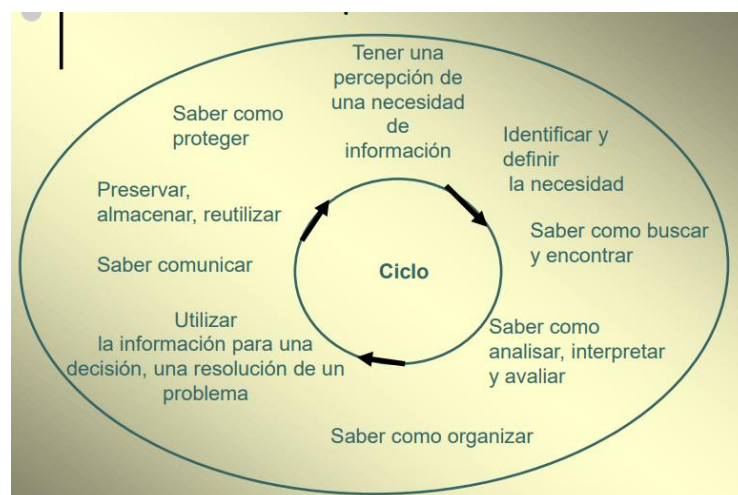 Tener una
percepción de
una necesidad
de
información
Identificar y
definir
la necesidad
Saber como buscar
y encontrar
Saber como
analisar, interpretar
y avaliar
Saber como organizar
Utilizar
la información para una
decisión, una resolución de un
problema
Saber comunicar
Preservar,
almacenar, reutilizar
Saber como
proteger
Ciclo